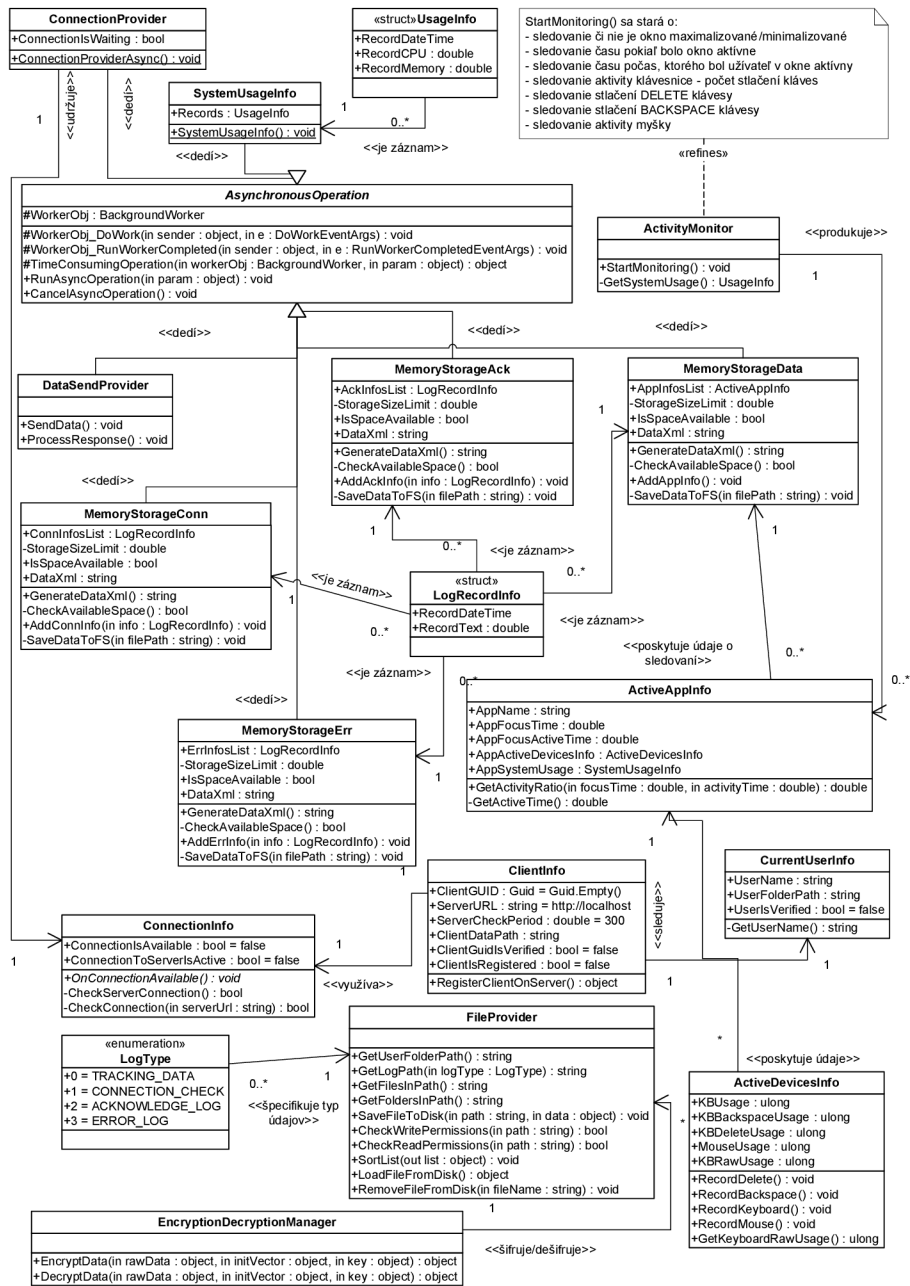 ConnectionProvider
+ConnectionIsWaiting : bool
+ConnectionProviderAsync() : void
«struct»UsageInfo
+RecordDateTime
+RecordCPU : double
+RecordMemory : double
StartMonitoring() sa stará o:
- sledovanie či nie je okno maximalizované/minimalizované
- sledovanie času pokiaľ bolo okno aktívne
- sledovanie času počas, ktorého bol užívateľ v okne aktívny
- sledovanie aktivity klávesnice - počet stlačení kláves
- sledovanie stlačení DELETE klávesy
- sledovanie stlačení BACKSPACE klávesy
- sledovanie aktivity myšky
SystemUsageInfo
+Records : UsageInfo
+SystemUsageInfo() : void
1
<<udržuje>>
<<dedí>>
1
0..*
<<je záznam>>
<<dedí>>
«refines»
AsynchronousOperation
#WorkerObj : BackgroundWorker
#WorkerObj_DoWork(in sender : object, in e : DoWorkEventArgs) : void
#WorkerObj_RunWorkerCompleted(in sender : object, in e : RunWorkerCompletedEventArgs) : void
#TimeConsumingOperation(in workerObj : BackgroundWorker, in param : object) : object
+RunAsyncOperation(in param : object) : void
+CancelAsyncOperation() : void
ActivityMonitor
+StartMonitoring() : void
-GetSystemUsage() : UsageInfo
<<produkuje>>
1
<<dedí>>
<<dedí>>
<<dedí>>
DataSendProvider
+SendData() : void
+ProcessResponse() : void
MemoryStorageAck
+AckInfosList : LogRecordInfo
-StorageSizeLimit : double
+IsSpaceAvailable : bool
+DataXml : string
+GenerateDataXml() : string
-CheckAvailableSpace() : bool
+AddAckInfo(in info : LogRecordInfo) : void
-SaveDataToFS(in filePath : string) : void
1
MemoryStorageData
+AppInfosList : ActiveAppInfo
-StorageSizeLimit : double
+IsSpaceAvailable : bool
+DataXml : string
+GenerateDataXml() : string
-CheckAvailableSpace() : bool
+AddAppInfo() : void
-SaveDataToFS(in filePath : string) : void
<<dedí>>
MemoryStorageConn
+ConnInfosList : LogRecordInfo
-StorageSizeLimit : double
+IsSpaceAvailable : bool
+DataXml : string
+GenerateDataXml() : string
-CheckAvailableSpace() : bool
+AddConnInfo(in info : LogRecordInfo) : void
-SaveDataToFS(in filePath : string) : void
1
0..*
<<je záznam>>
0..*
1
<<je záznam>>
1
0..*
«struct»
LogRecordInfo
+RecordDateTime
+RecordText : double
<<je záznam>>
<<poskytuje údaje o
sledovaní>>
0..*
<<je záznam>>
0..*
0..*
<<dedí>>
MemoryStorageErr
+ErrInfosList : LogRecordInfo
-StorageSizeLimit : double
+IsSpaceAvailable : bool
+DataXml : string
+GenerateDataXml() : string
-CheckAvailableSpace() : bool
+AddErrInfo(in info : LogRecordInfo) : void
-SaveDataToFS(in filePath : string) : void
1
1
ActiveAppInfo
+AppName : string
+AppFocusTime : double
+AppFocusActiveTime : double
+AppActiveDevicesInfo : ActiveDevicesInfo
+AppSystemUsage : SystemUsageInfo
+GetActivityRatio(in focusTime : double, in activityTime : double) : double
-GetActiveTime() : double
1
1
ClientInfo
+ClientGUID : Guid = Guid.Empty()
+ServerURL : string = http://localhost
+ServerCheckPeriod : double = 300
+ClientDataPath : string
+ClientGuidIsVerified : bool = false
+ClientIsRegistered : bool = false
+RegisterClientOnServer() : object
<<sleduje>>
CurrentUserInfo
+UserName : string
+UserFolderPath : string
+UserIsVerified : bool = false
-GetUserName() : string
1
1
ConnectionInfo
+ConnectionIsAvailable : bool = false
+ConnectionToServerIsActive : bool = false
+OnConnectionAvailable() : void
-CheckServerConnection() : bool
-CheckConnection(in serverUrl : string) : bool
1
1
<<využíva>>
«enumeration»
LogType
+0 = TRACKING_DATA
+1 = CONNECTION_CHECK
+2 = ACKNOWLEDGE_LOG
+3 = ERROR_LOG
0..*
1
<<špecifikuje typ
údajov>>
FileProvider
+GetUserFolderPath() : string
+GetLogPath(in logType : LogType) : string
+GetFilesInPath() : string
+GetFoldersInPath() : string
+SaveFileToDisk(in path : string, in data : object) : void
+CheckWritePermissions(in path : string) : bool
+CheckReadPermissions(in path : string) : bool
+SortList(out list : object) : void
+LoadFileFromDisk() : object
+RemoveFileFromDisk(in fileName : string) : void
*
<<poskytuje údaje>>
*
ActiveDevicesInfo
+KBUsage : ulong
+KBBackspaceUsage : ulong
+KBDeleteUsage : ulong
+MouseUsage : ulong
+KBRawUsage : ulong
+RecordDelete() : void
+RecordBackspace() : void
+RecordKeyboard() : void
+RecordMouse() : void
+GetKeyboardRawUsage() : ulong
1
<<šifruje/dešifruje>>
EncryptionDecryptionManager
+EncryptData(in rawData : object, in initVector : object, in key : object) : object
+DecryptData(in rawData : object, in initVector : object, in key : object) : object